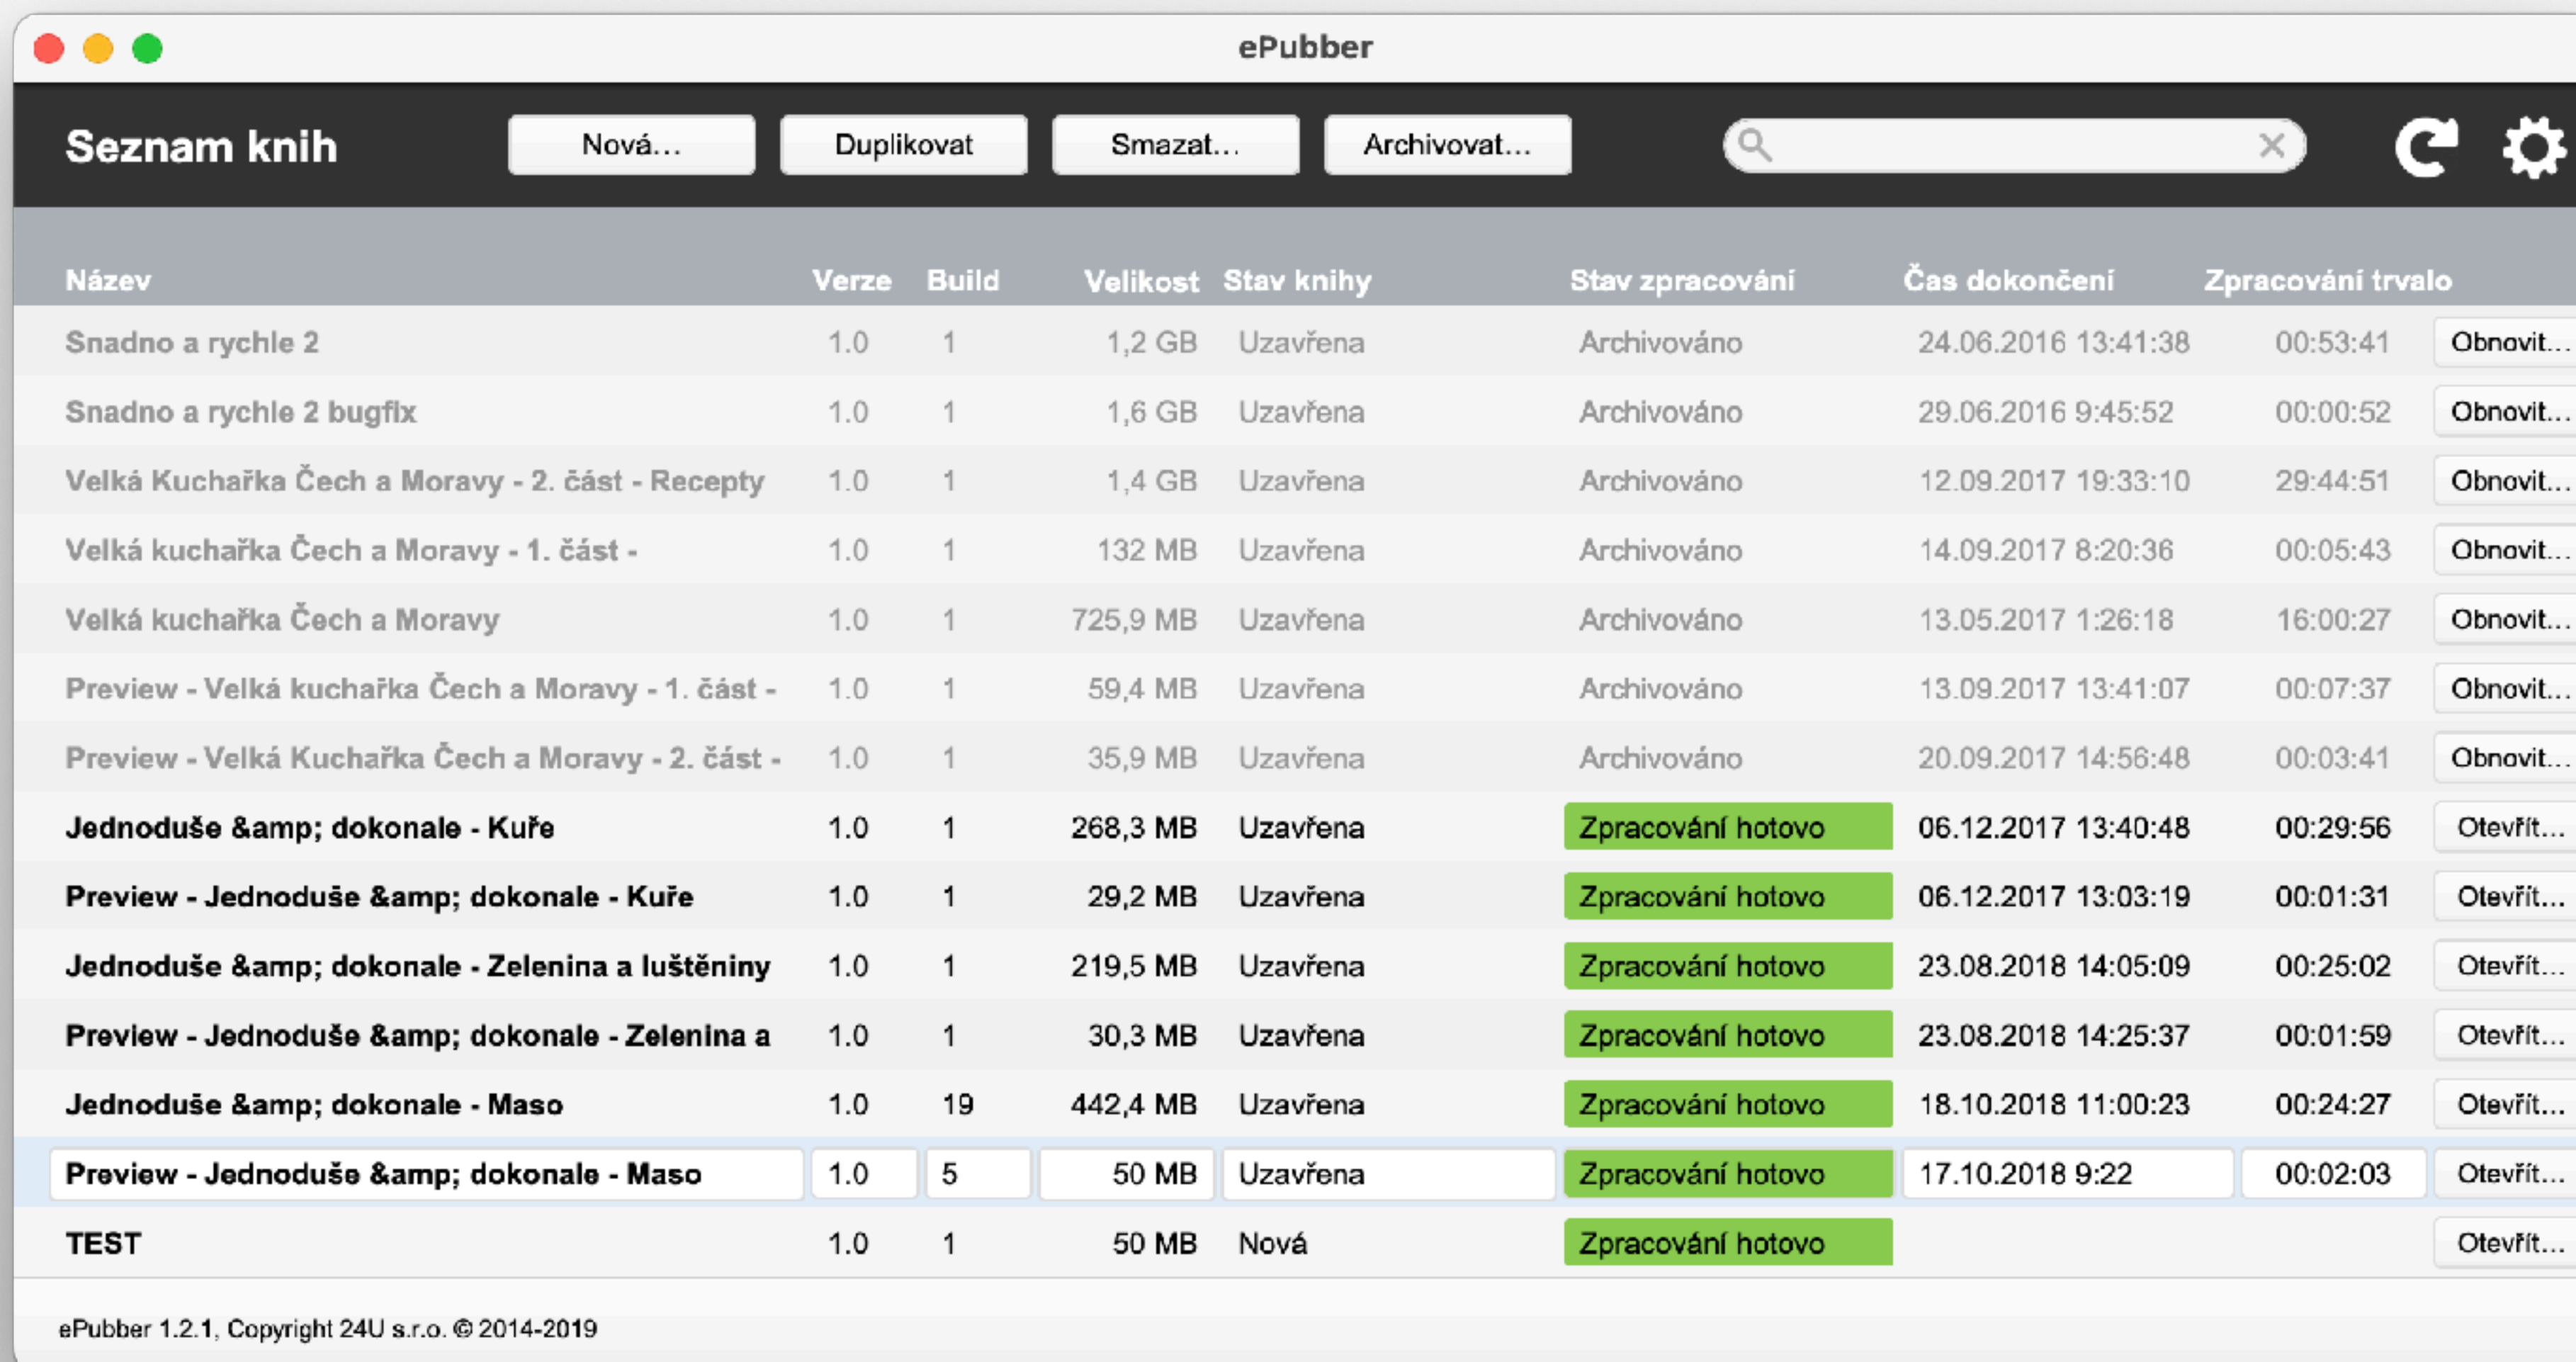 ePubber
Seznam knih Nová... Duplikovat Smazat... Archivovat...
Název Verze Build Velikost Stav knihy Stav zpracování Čas dokončení Zpracování trvalo
Snadno a rychle 2 1.0 1 1,2 GB Uzavřena Archivováno 24.06.2016 13:41:38 00:53:41 Obnovit...
Snadno a rychle 2 bugfix 1.0 1 1,6 GB Uzavřena Archivováno 29.06.2016 9:45:52 00:00:52 Obnovit...
Velká Kuchařka Čech a Moravy - 2. část - Recepty 1.0 1 1,4 GB Uzavřena Archivováno 12.09.2017 19:33:10 29:44:51 Obnovit...
Velká kuchařka Čech a Moravy - 1. část - 1.0 1 132 MB Uzavřena Archivováno 14.09.2017 8:20:36 00:05:43 Obnovit...
Velká kuchařka Čech a Moravy 1.0 1 725,9 MB Uzavřena Archivováno 13.05.2017 1:26:18 16:00:27 Obnovit...
Preview - Velká kuchařka Čech a Moravy - 1. část - 1.0 1 59,4 MB Uzavřena Archivováno 13.09.2017 13:41:07 00:07:37 Obnovit...
Preview - Velká Kuchařka Čech a Moravy - 2. část - 1.0 1 35,9 MB Uzavřena Archivováno 20.09.2017 14:56:48 00:03:41 Obnovit...
Jednoduše &amp; dokonale - Kuře 1.0 1 268,3 MB Uzavřena Zpracování hotovo 06.12.2017 13:40:48 00:29:56 Otevřít...
Preview - Jednoduše &amp; dokonale - Kuře 1.0 1 29,2 MB Uzavřena Zpracování hotovo 06.12.2017 13:03:19 00:01:31 Otevřít...
Jednoduše &amp; dokonale - Zelenina a luštěniny 1.0 1 219,5 MB Uzavřena Zpracování hotovo 23.08.2018 14:05:09 00:25:02 Otevřít...
Preview - Jednoduše &amp; dokonale - Zelenina a 1.0 1 30,3 MB Uzavřena Zpracování hotovo 23.08.2018 14:25:37 00:01:59 Otevřít...
Jednoduše &amp; dokonale - Maso 1.0 19 442,4 MB Uzavřena Zpracování hotovo 18.10.2018 11:00:23 00:24:27 Otevřít...
Preview - Jednoduše &amp; dokonale - Maso 1.0 5 50 MB Uzavřena Zpracování hotovo 17.10.2018 9:22 00:02:03 Otevřít...
TEST 1.0 1 50 MB Nová Zpracování hotovo Otevřít...
ePubber 1.2.1, Copyright 24U s.r.o. © 2014-2019